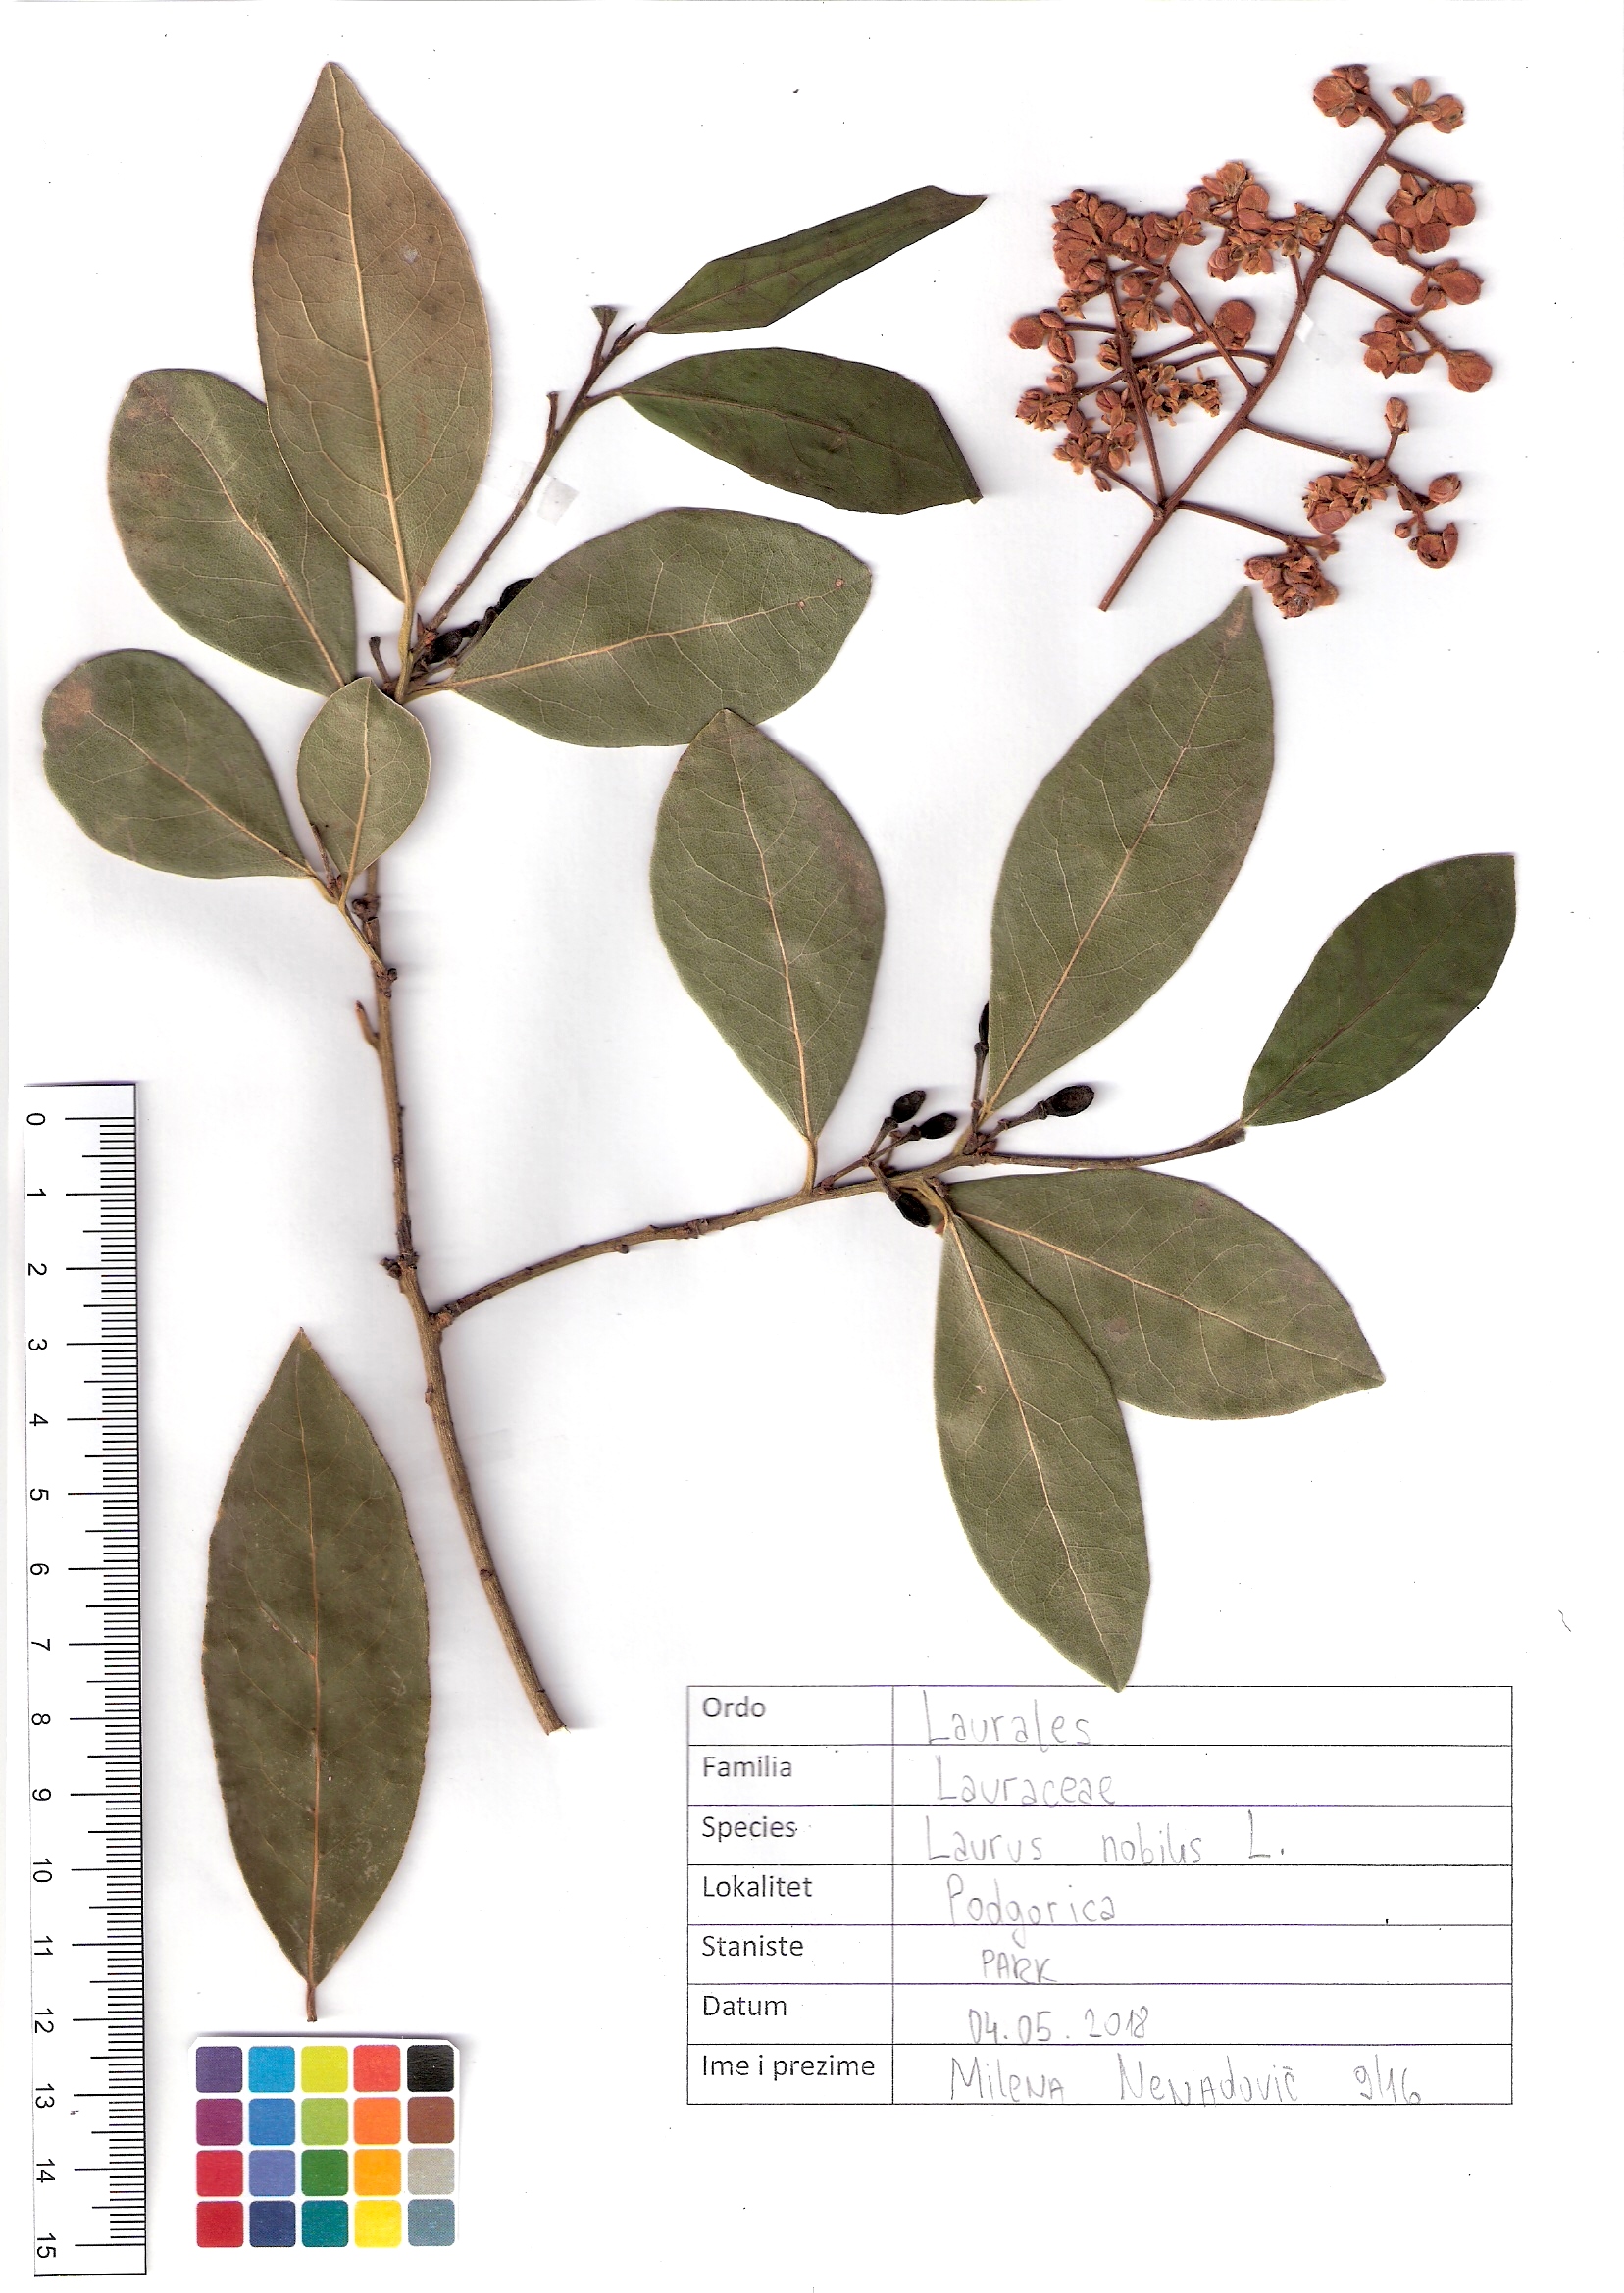 0
1
2
3
4
5
6
7
8
9
10
11
12
13
14
15
Ordo Laurales
Familia Lauraceae
Species Laurus nobilis L.
Lokalitet Podgorica
Staniste PARK
Datum 04.05.2018
Ime i prezime Milena Nenadović 9/16